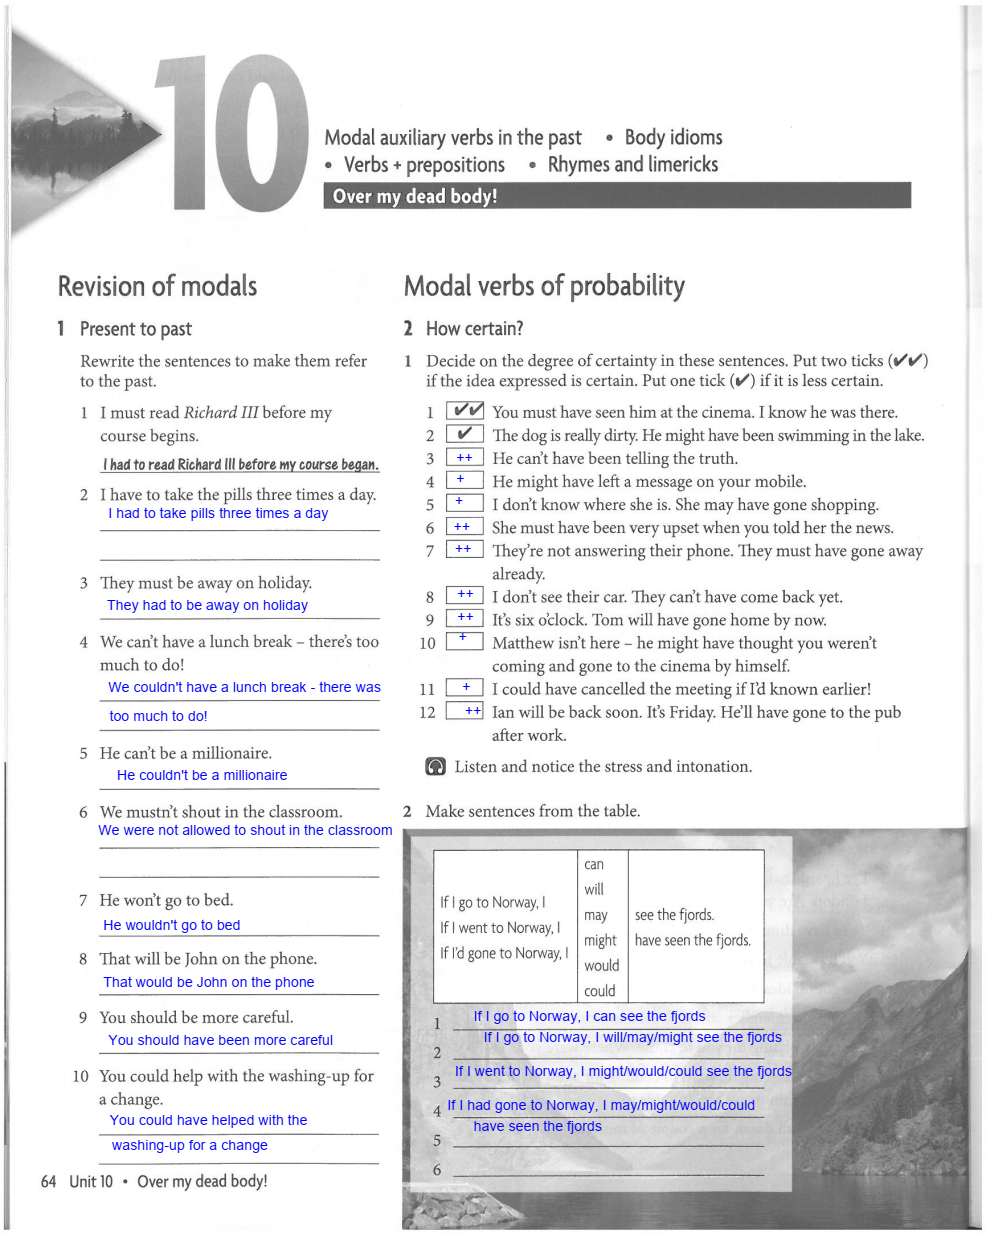 10
Modal auxiliary verbs in the past • Body idioms
• Verbs + prepositions • Rhymes and limericks
Over my dead body!
Revision of modals
1 Present to past
Rewrite the sentences to make them refer
to the past.
1 I must read Richard III before my
course begins.
I had to read Richard III before my course began.
2 I have to take the pills three times a day.
I had to take pills three times a day
3 They must be away on holiday.
They had to be away on holiday
4 We can't have a lunch break – there's too
much to do!
We couldn't have a lunch break - there was
too much to do!
5 He can't be a millionaire.
He couldn't be a millionaire
6 We mustn't shout in the classroom.
We were not allowed to shout in the classroom
7 He won't go to bed.
He wouldn't go to bed
8 That will be John on the phone.
That would be John on the phone
9 You should be more careful.
You should have been more careful
10 You could help with the washing-up for
a change.
You could have helped with the
washing-up for a change
Modal verbs of probability
2 How certain?
1 Decide on the degree of certainty in these sentences. Put two ticks (✔✔)
if the idea expressed is certain. Put one tick (✔) if it is less certain.
1 ✔✔ You must have seen him at the cinema. I know he was there.
2 ✔ The dog is really dirty. He might have been swimming in the lake.
3 ++ He can't have been telling the truth.
4 + He might have left a message on your mobile.
5 + I don't know where she is. She may have gone shopping.
6 ++ She must have been very upset when you told her the news.
7 ++ They're not answering their phone. They must have gone away
already.
8 ++ I don't see their car. They can't have come back yet.
9 ++ It's six o'clock. Tom will have gone home by now.
10 + Matthew isn't here – he might have thought you weren't
coming and gone to the cinema by himself.
11 + I could have cancelled the meeting if I'd known earlier!
12 ++ Ian will be back soon. It's Friday. He'll have gone to the pub
after work.
Listen and notice the stress and intonation.
2 Make sentences from the table.
If I go to Norway, I
If I went to Norway, I
If I'd gone to Norway, I
can
will
may
might
would
could
see the fjords.
have seen the fjords.
1 If I go to Norway, I can see the fjords
2 If I go to Norway, I will/may/might see the fjords
3 If I went to Norway, I might/would/could see the fjords
4 If I had gone to Norway, I may/might/would/could
5 have seen the fjords
6
64 Unit 10 • Over my dead body!